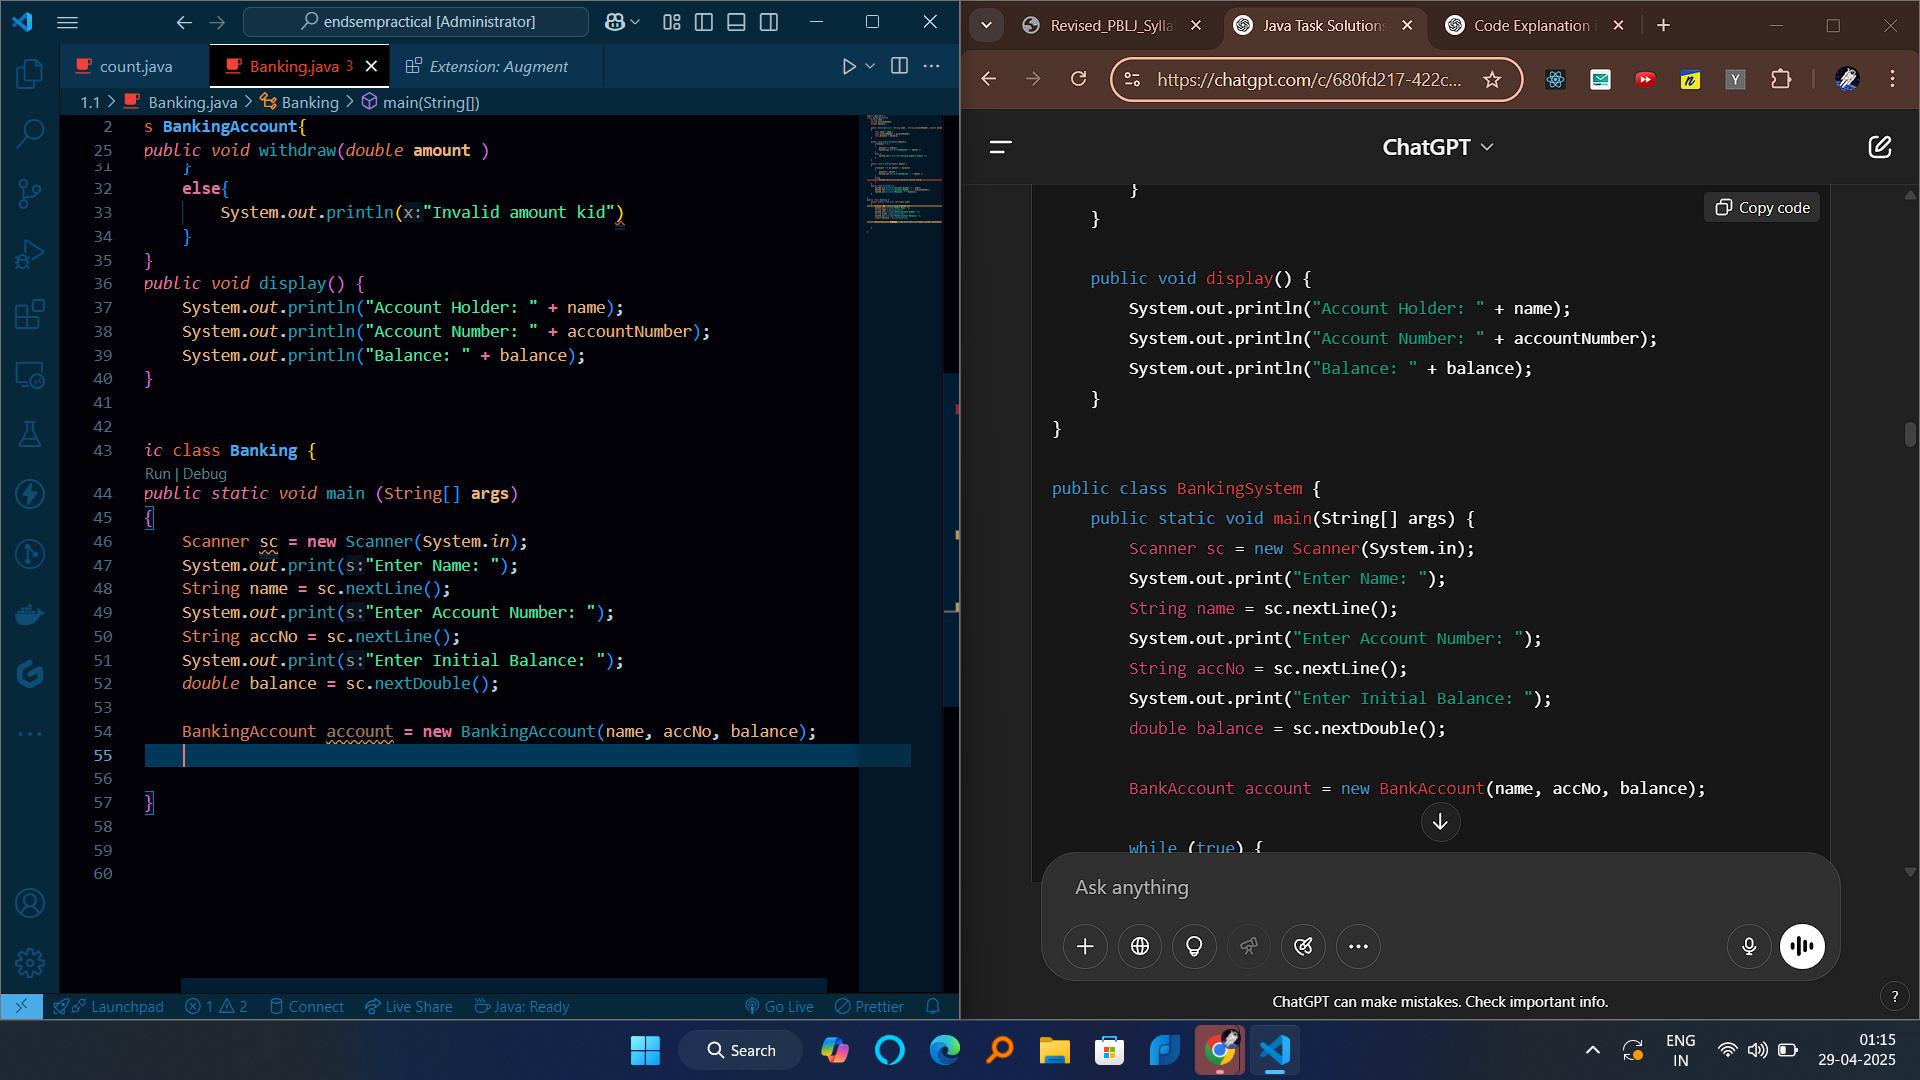 endsempractical [Administrator]
count.java
Banking.java 3
Extension: Augment
1.1 > Banking.java > Banking > main(String[])
2 s BankingAccount{
25 public void withdraw(double amount )
31 }
32 else{
33 System.out.println(x:"Invalid amount kid")
34 }
35 }
36 public void display() {
37 System.out.println("Account Holder: " + name);
38 System.out.println("Account Number: " + accountNumber);
39 System.out.println("Balance: " + balance);
40 }
41
42
43 ic class Banking {
Run | Debug
44 public static void main (String[] args)
45 {
46 Scanner sc = new Scanner(System.in);
47 System.out.print(s:"Enter Name: ");
48 String name = sc.nextLine();
49 System.out.print(s:"Enter Account Number: ");
50 String accNo = sc.nextLine();
51 System.out.print(s:"Enter Initial Balance: ");
52 double balance = sc.nextDouble();
53
54 BankingAccount account = new BankingAccount(name, accNo, balance);
55
56
57 }
58
59
60
Launchpad 1 2 Connect Live Share Java: Ready Go Live Prettier
Revised_PBLJ_Sylla
Java Task Solutions
Code Explanation
https://chatgpt.com/c/680fd217-422c...
ChatGPT
Copy code
}
}
public void display() {
System.out.println("Account Holder: " + name);
System.out.println("Account Number: " + accountNumber);
System.out.println("Balance: " + balance);
}
}
public class BankingSystem {
public static void main(String[] args) {
Scanner sc = new Scanner(System.in);
System.out.print("Enter Name: ");
String name = sc.nextLine();
System.out.print("Enter Account Number: ");
String accNo = sc.nextLine();
System.out.print("Enter Initial Balance: ");
double balance = sc.nextDouble();
BankAccount account = new BankAccount(name, accNo, balance);
while (true) {
Ask anything
ChatGPT can make mistakes. Check important info.
?
Search
ENG
IN
01:15
29-04-2025